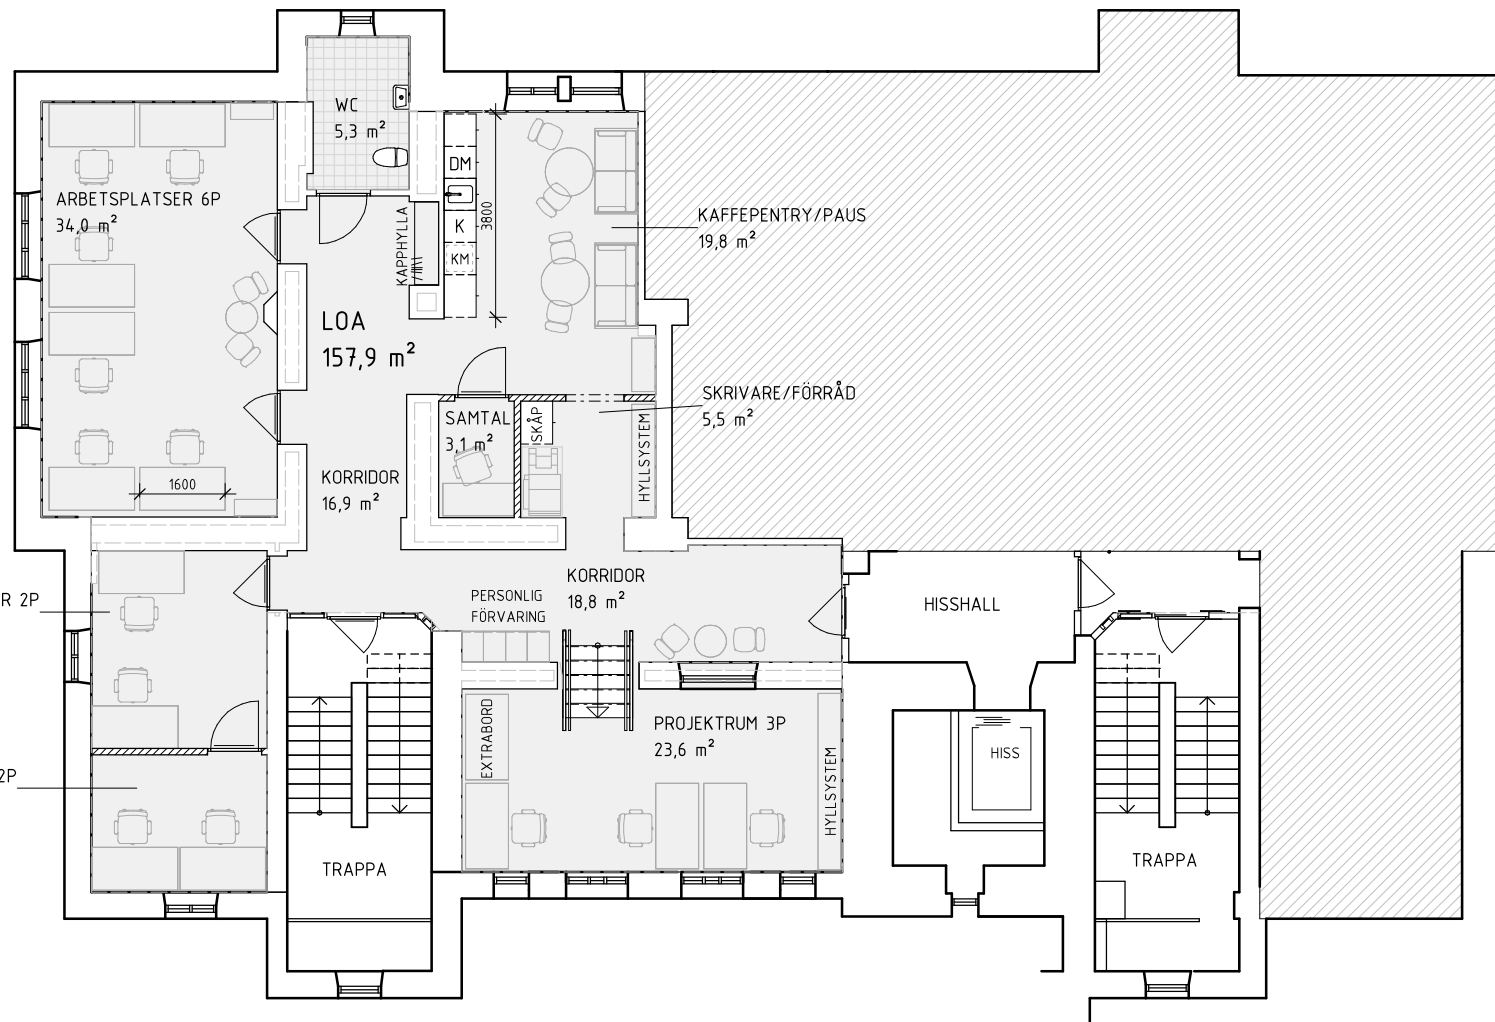 WC
5,3 m²
DM
ARBETSPLATSER 6P
34,0 m²
KAPPHYLLA
K
KM
3800
KAFFEPENTRY/PAUS
19,8 m²
LOA
157,9 m²
SKRIVARE/FÖRRÅD
5,5 m²
SAMTAL
3,1 m²
SKÅP
HYLLSYSTEM
KORRIDOR
16,9 m²
1600
KORRIDOR
18,8 m²
PERSONLIG
FÖRVARING
R 2P
HISSHALL
EXTRABORD
PROJEKTRUM 3P
23,6 m²
HYLLSYSTEM
HISS
2P
TRAPPA
TRAPPA